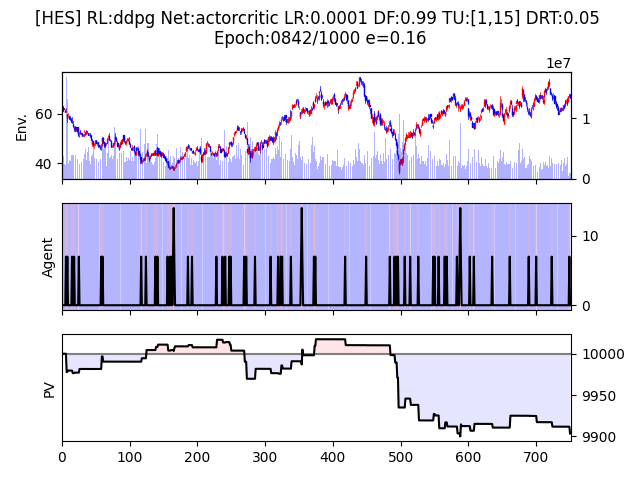 [HES] RL:ddpg Net:actorcritic LR:0.0001 DF:0.99 TU:[1,15] DRT:0.05
Epoch:0842/1000 e=0.16
1e7
Env.
60
40
1
0
Agent
10
0
PV
10000
9950
9900
0 100 200 300 400 500 600 700